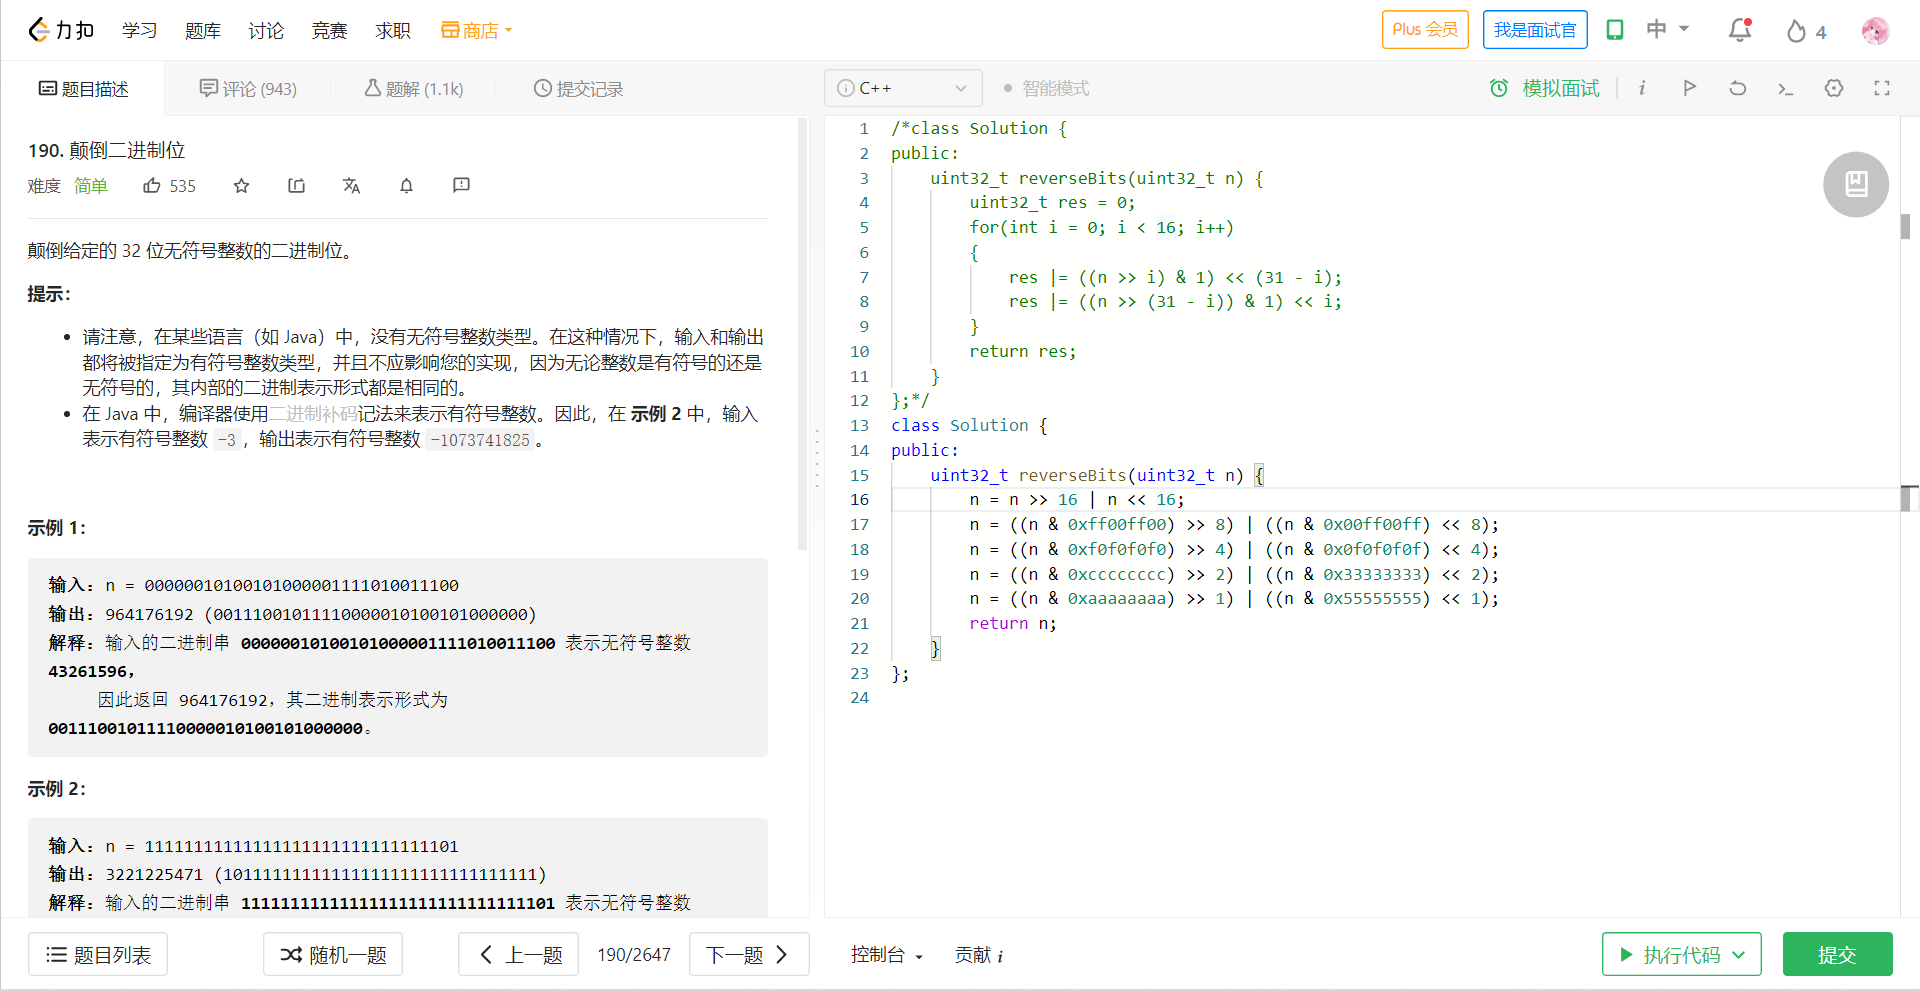 力扣 学习 题库 讨论 竞赛 求职 商店 Plus 会员 我是面试官 中 4
题目描述 评论 (943) 题解 (1.1k) 提交记录
190. 颠倒二进制位
难度 简单 535
颠倒给定的 32 位无符号整数的二进制位。
提示：
请注意，在某些语言（如 Java）中，没有无符号整数类型。在这种情况下，输入和输出
都将被指定为有符号整数类型，并且不应影响您的实现，因为无论整数是有符号的还是
无符号的，其内部的二进制表示形式都是相同的。
在 Java 中，编译器使用二进制补码记法来表示有符号整数。因此，在 示例 2 中，输入
表示有符号整数 -3，输出表示有符号整数 -1073741825。
示例 1：
输入：n = 00000010100101000001111010011100
输出：964176192 (00111001011110000010100101000000)
解释：输入的二进制串 00000010100101000001111010011100 表示无符号整数
43261596，
因此返回 964176192，其二进制表示形式为
00111001011110000010100101000000。
示例 2：
输入：n = 11111111111111111111111111111101
输出：3221225471 (10111111111111111111111111111111)
解释：输入的二进制串 11111111111111111111111111111101 表示无符号整数
题目列表 随机一题 上一题 190/2647 下一题
C++ 智能模式 模拟面试
1 /*class Solution {
2 public:
3 uint32_t reverseBits(uint32_t n) {
4 uint32_t res = 0;
5 for(int i = 0; i < 16; i++)
6 {
7 res |= ((n >> i) & 1) << (31 - i);
8 res |= ((n >> (31 - i)) & 1) << i;
9 }
10 return res;
11 }
12 };*/
13 class Solution {
14 public:
15 uint32_t reverseBits(uint32_t n) {
16 n = n >> 16 | n << 16;
17 n = ((n & 0xff00ff00) >> 8) | ((n & 0x00ff00ff) << 8);
18 n = ((n & 0xf0f0f0f0) >> 4) | ((n & 0x0f0f0f0f) << 4);
19 n = ((n & 0xcccccccc) >> 2) | ((n & 0x33333333) << 2);
20 n = ((n & 0xaaaaaaaa) >> 1) | ((n & 0x55555555) << 1);
21 return n;
22 }
23 };
24
控制台 贡献 i 执行代码 提交